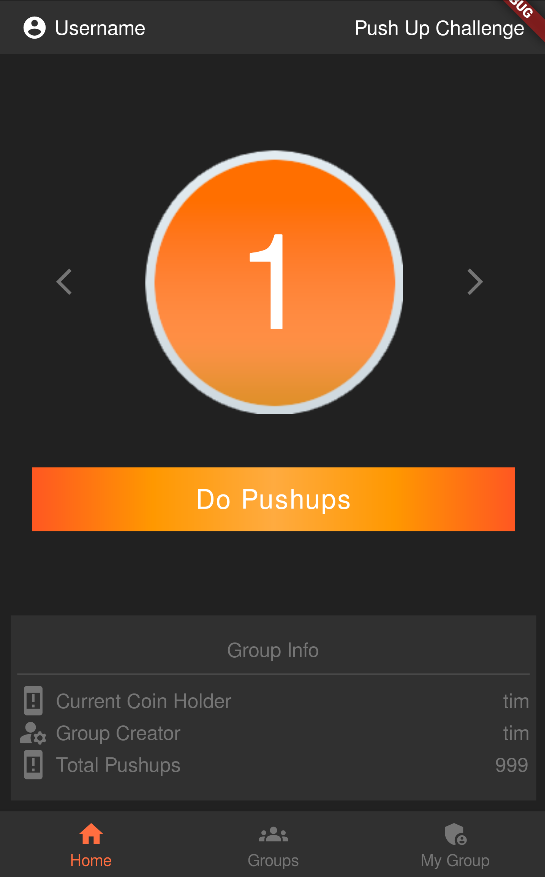 Username
Push Up Challenge
1
Do Pushups
Group Info
Current Coin Holder tim
Group Creator tim
Total Pushups 999
Home Groups My Group